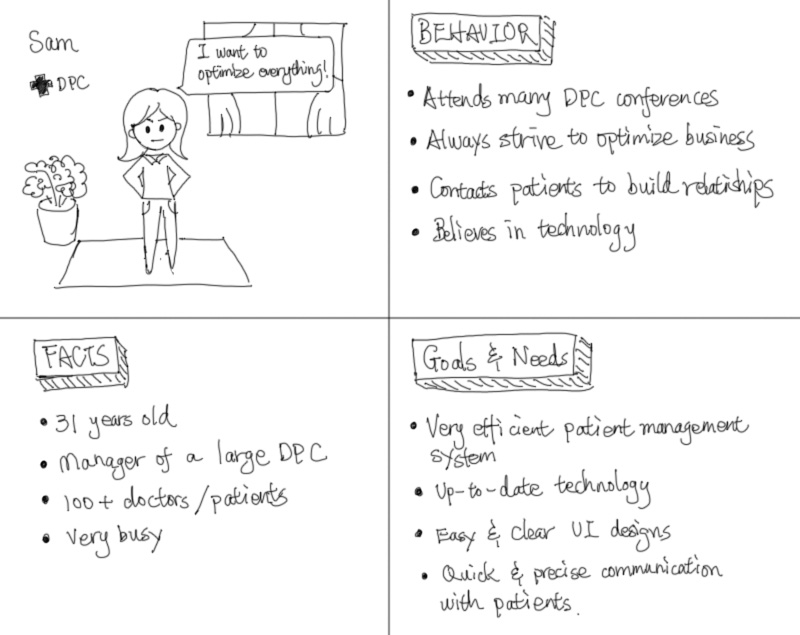 Sam
DPC
I want to
optimize everything!
BEHAVIOR
• Attends many DPC conferences
• Always strive to optimize business
• Contacts patients to build relatiships
• Believes in technology
FACTS
• 31 years old
• Manager of a large DPC
• 100+ doctors/patients
• Very busy
Goals & Needs
• Very efficient patient management
system
• Up-to-date technology
• Easy & clear UI designs
• Quick & precise communication
with patients.